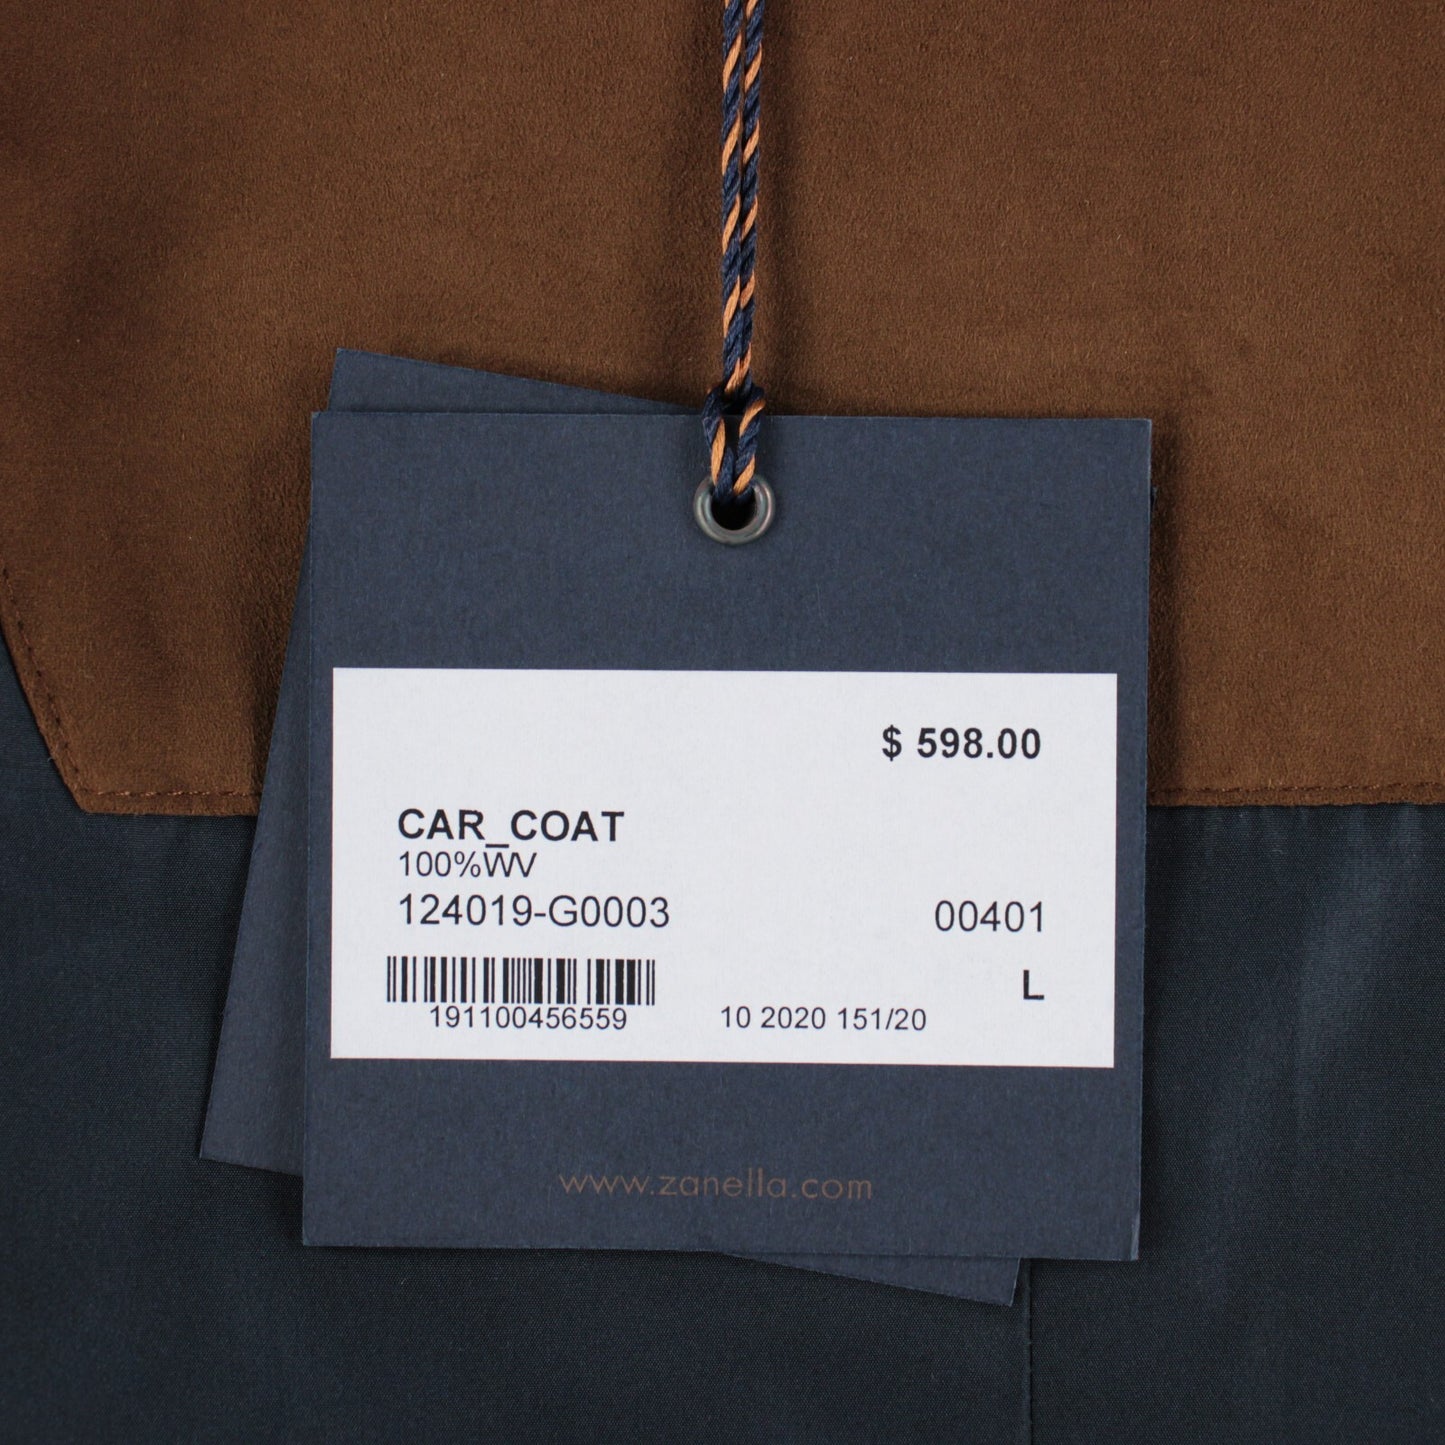 $ 598.00
CAR_COAT
100%WV
124019-G0003 00401
L
191100456559 10 2020 151/20
www.zanella.com